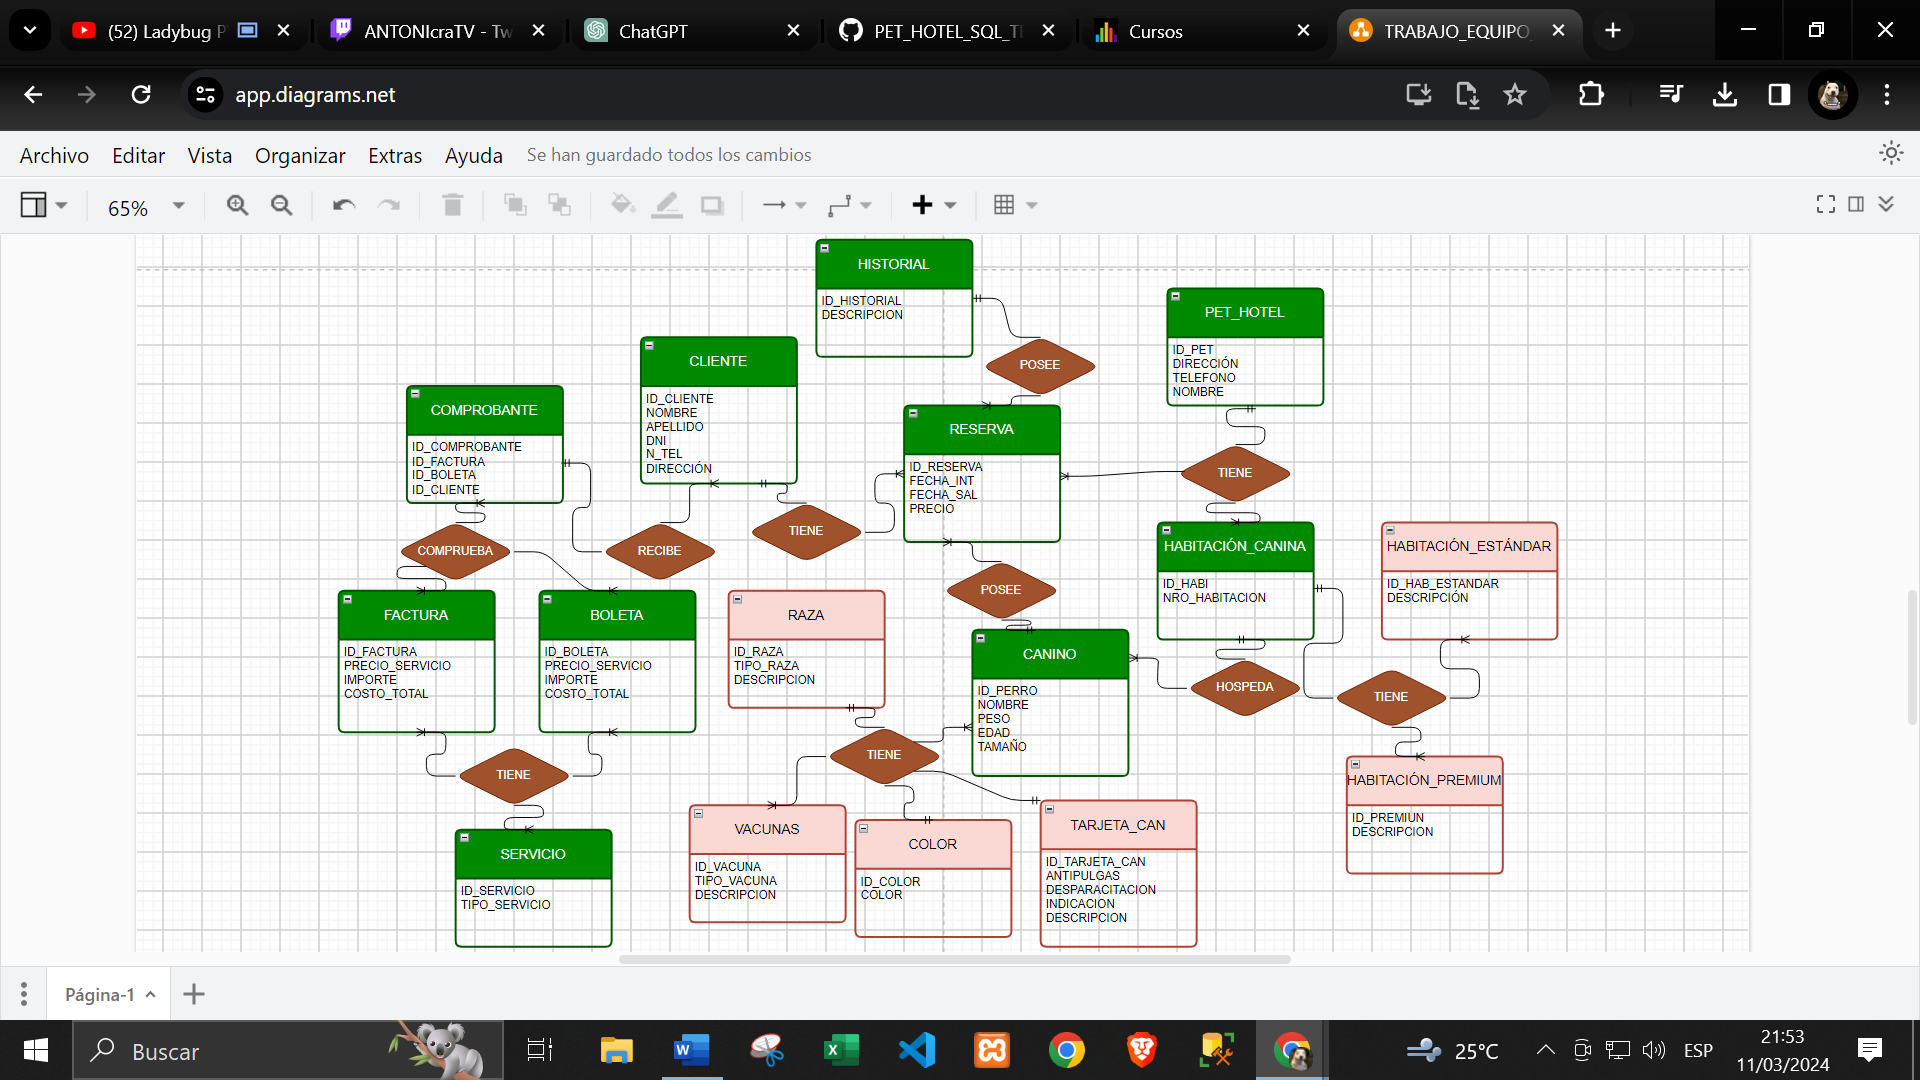 (52) Ladybug P
ANTONIcraTV - Tw
ChatGPT
PET_HOTEL_SQL_T
Cursos
TRABAJO_EQUIPO_
app.diagrams.net
Archivo
Editar
Vista
Organizar
Extras
Ayuda
Se han guardado todos los cambios
65%
HISTORIAL
ID_HISTORIAL
DESCRIPCION
PET_HOTEL
ID_PET
DIRECCIÓN
TELEFONO
NOMBRE
CLIENTE
ID_CLIENTE
NOMBRE
APELLIDO
DNI
N_TEL
DIRECCIÓN
POSEE
COMPROBANTE
ID_COMPROBANTE
ID_FACTURA
ID_BOLETA
ID_CLIENTE
RESERVA
ID_RESERVA
FECHA_INT
FECHA_SAL
PRECIO
TIENE
TIENE
COMPRUEBA
RECIBE
HABITACIÓN_CANINA
ID_HABI
NRO_HABITACION
HABITACIÓN_ESTÁNDAR
ID_HAB_ESTANDAR
DESCRIPCIÓN
POSEE
FACTURA
ID_FACTURA
PRECIO_SERVICIO
IMPORTE
COSTO_TOTAL
BOLETA
ID_BOLETA
PRECIO_SERVICIO
IMPORTE
COSTO_TOTAL
RAZA
ID_RAZA
TIPO_RAZA
DESCRIPCION
CANINO
ID_PERRO
NOMBRE
PESO
EDAD
TAMAÑO
HOSPEDA
TIENE
TIENE
TIENE
HABITACIÓN_PREMIUM
ID_PREMIUN
DESCRIPCION
SERVICIO
ID_SERVICIO
TIPO_SERVICIO
VACUNAS
ID_VACUNA
TIPO_VACUNA
DESCRIPCION
COLOR
ID_COLOR
COLOR
TARJETA_CAN
ID_TARJETA_CAN
ANTIPULGAS
DESPARACITACION
INDICACION
DESCRIPCION
Página-1
Buscar
25°C
ESP
21:53
11/03/2024